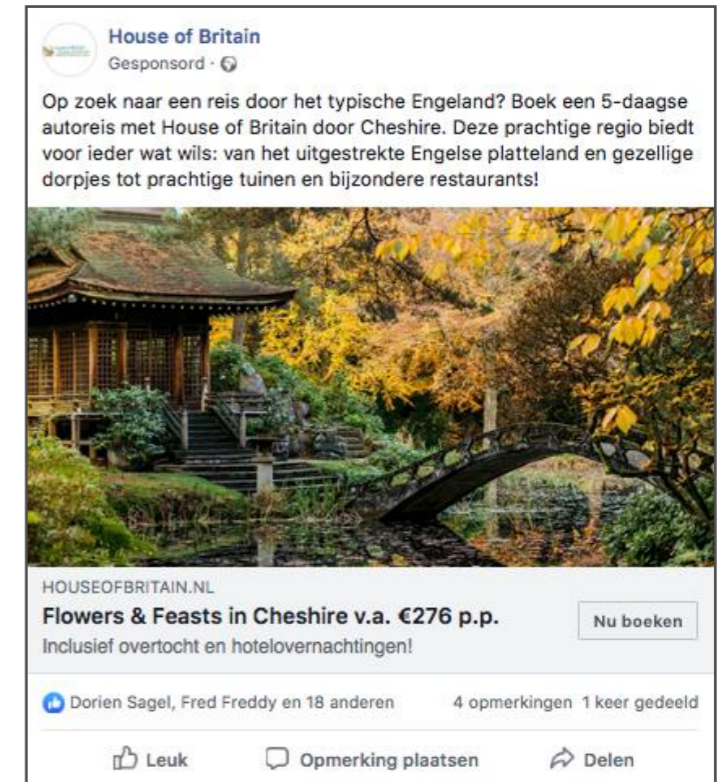 House of Britain
Gesponsord ·
Op zoek naar een reis door het typische Engeland? Boek een 5-daagse
autoreis met House of Britain door Cheshire. Deze prachtige regio biedt
voor ieder wat wils: van het uitgestrekte Engelse platteland en gezellige
dorpjes tot prachtige tuinen en bijzondere restaurants!
HOUSEOFBRITAIN.NL
Flowers & Feasts in Cheshire v.a. €276 p.p.
Nu boeken
Inclusief overtocht en hotelovernachtingen!
Dorien Sagel, Fred Freddy en 18 anderen
4 opmerkingen 1 keer gedeeld
Leuk
Opmerking plaatsen
Delen